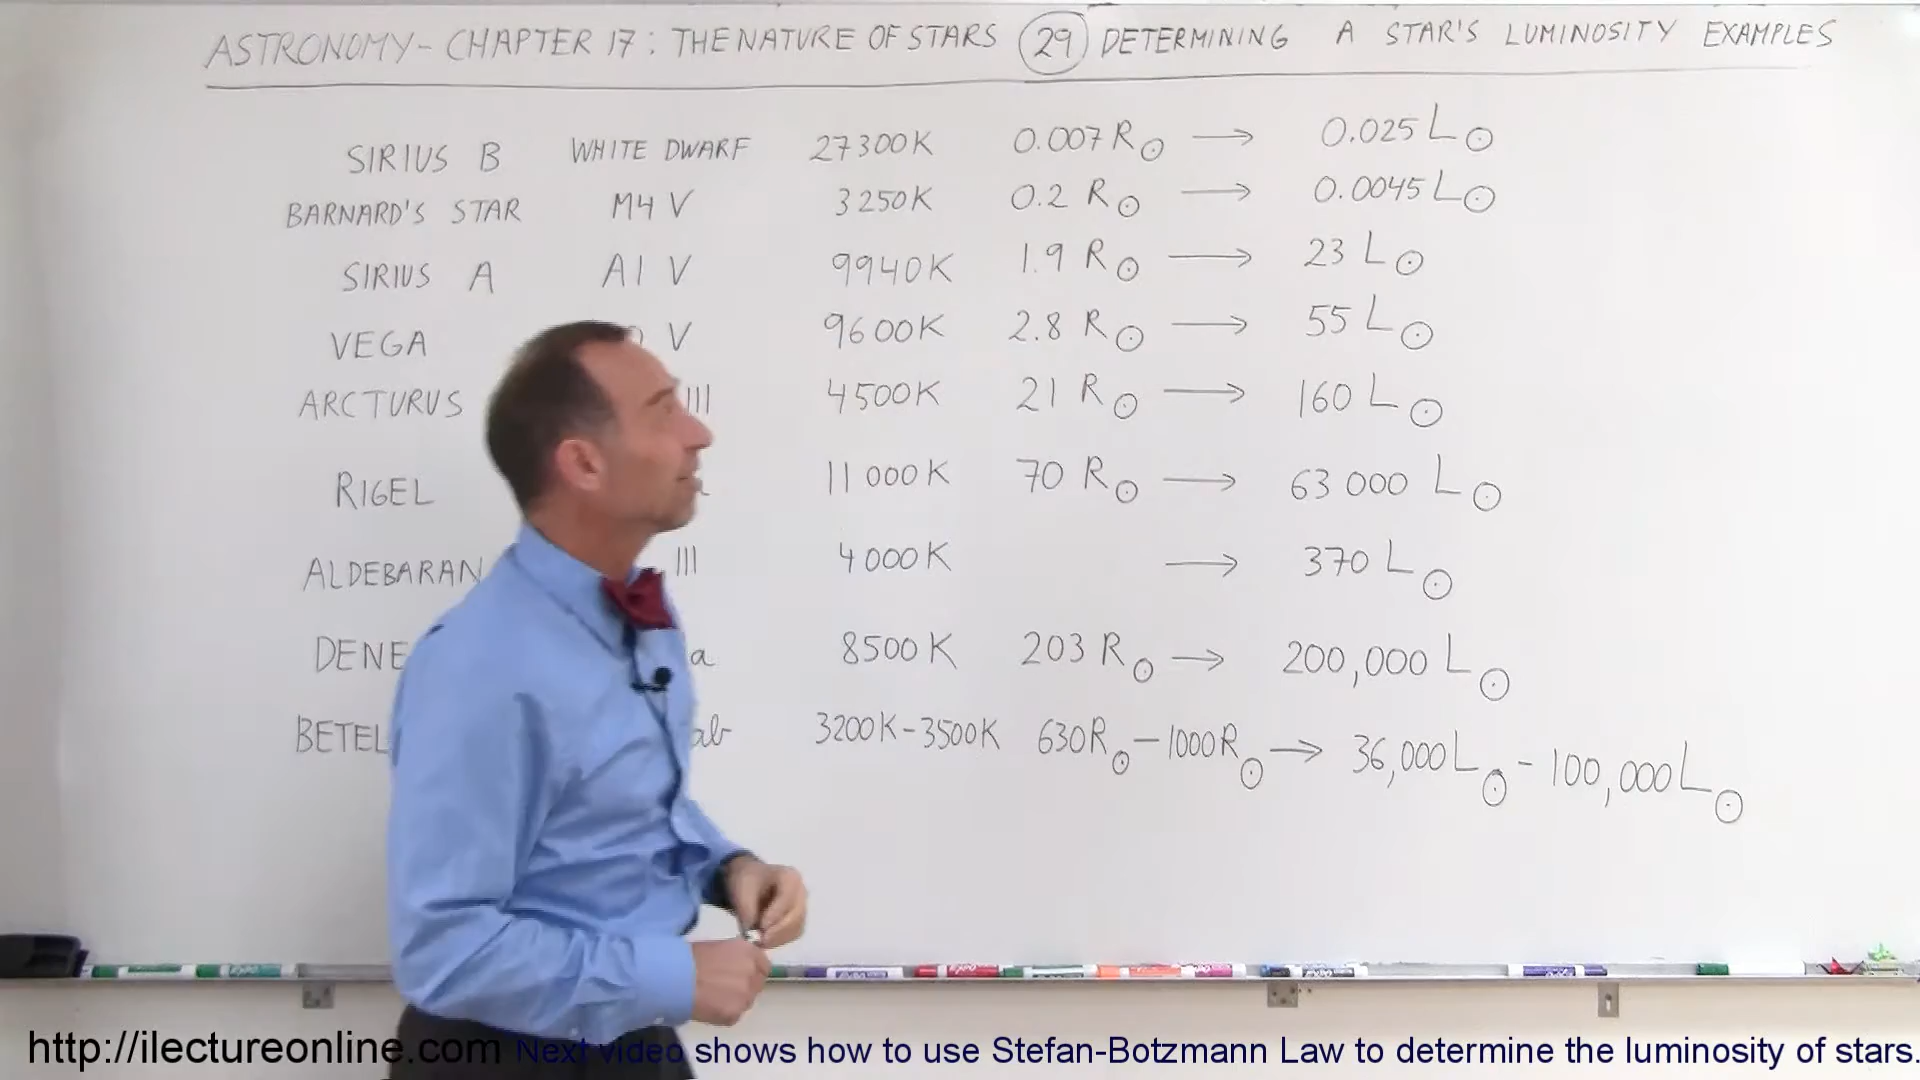 ASTRONOMY - CHAPTER 17: THE NATURE OF STARS 29 DETERMINING A STAR'S LUMINOSITY EXAMPLES
SIRIUS B WHITE DWARF 27300K 0.007 R☉ → 0.025 L☉
BARNARD'S STAR M4 V 3250K 0.2 R☉ → 0.0045 L☉
SIRIUS A A1 V 9940K 1.9 R☉ → 23 L☉
VEGA V 9600K 2.8 R☉ → 55 L☉
ARCTURUS III 4500K 21 R☉ → 160 L☉
RIGEL 11 000K 70 R☉ → 63 000 L☉
ALDEBARAN III 4000K → 370 L☉
DENE a 8500K 203 R☉ → 200,000 L☉
BETEL ab 3200K-3500K 630R☉-1000R☉ → 36,000L☉ - 100,000L☉
http://ilectureonline.com Next video shows how to use Stefan-Botzmann Law to determine the luminosity of stars.